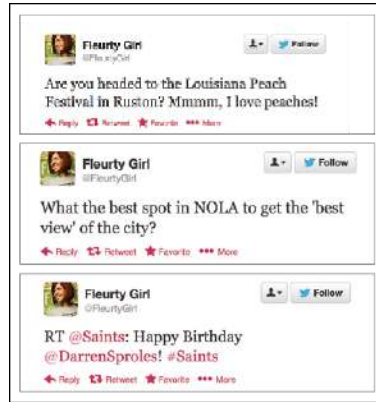 Fleurty Girl
@FleurtyGirl
Follow
Are you headed to the Louisiana Peach
Festival in Ruston? Mmmm, I love peaches!
Reply Retweet Favorite More
Fleurty Girl
@FleurtyGirl
Follow
What the best spot in NOLA to get the 'best
view' of the city?
Reply Retweet Favorite More
Fleurty Girl
@FleurtyGirl
Follow
RT @Saints: Happy Birthday
@DarrenSproles! #Saints
Reply Retweet Favorite More